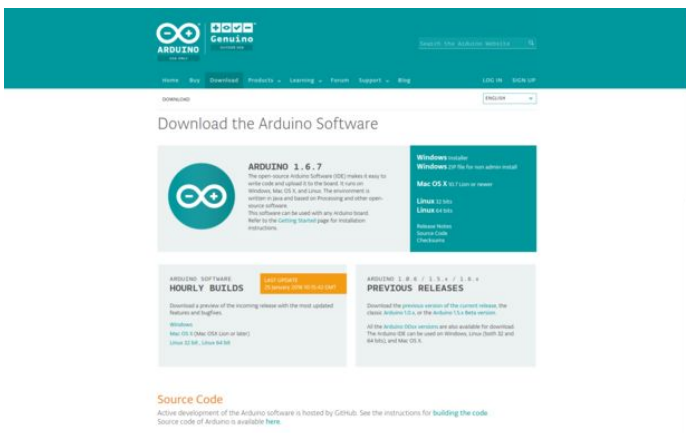 ARDUINO
Genuino
Search the Arduino Website
Home Buy Download Products Learning Forum Support Blog LOG IN SIGN UP
DOWNLOAD ENGLISH
Download the Arduino Software
ARDUINO 1.6.7
The open-source Arduino Software (IDE) makes it easy to
write code and upload it to the board. It runs on
Windows, Mac OS X, and Linux. The environment is
written in Java and based on Processing and other open-
source software.
This software can be used with any Arduino board.
Refer to the Getting Started page for Installation
instructions.
Windows Installer
Windows ZIP file for non admin install
Mac OS X 10.7 Lion or newer
Linux 32 bits
Linux 64 bits
Release Notes
Source Code
Checksums
ARDUINO SOFTWARE
HOURLY BUILDS
LAST UPDATE
Download a preview of the incoming release with the most updated
features and bugfixes.
Windows
Mac OS X (Mac OSX Lion or later)
Linux 32 bit , Linux 64 bit
ARDUINO 1.0.6 / 1.5.x / 1.6.x
PREVIOUS RELEASES
Download the previous version of the current release, the
classic Arduino 1.0.x, or the Arduino 1.5.x Beta version.
All the Arduino 00xx versions are also available for download.
The Arduino IDE can be used on Windows, Linux (both 32 and
64 bits), and Mac OS X.
Source Code
Active development of the Arduino software is hosted by GitHub. See the instructions for building the code.
Source code of Arduino is available here.